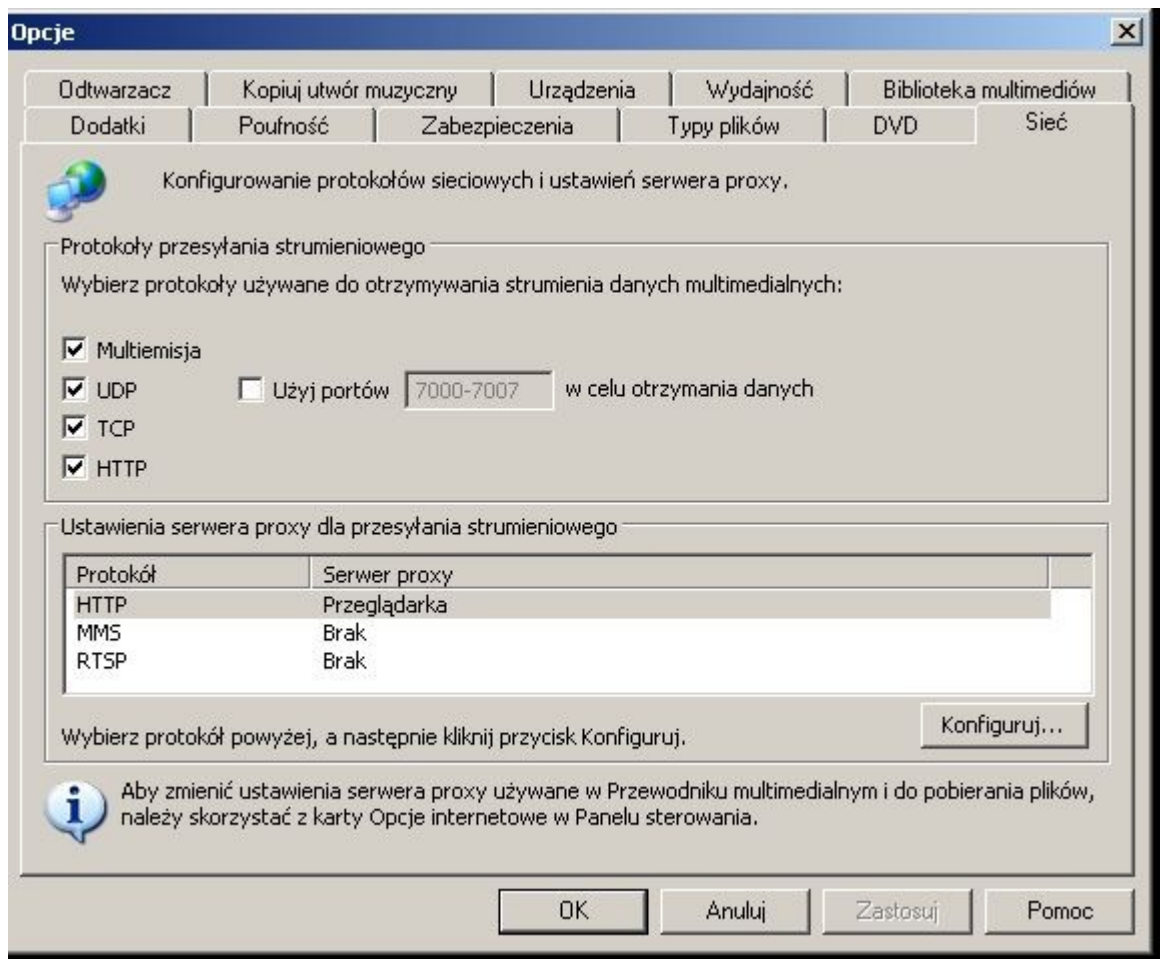 Opcje
Odtwarzacz Kopiuj utwór muzyczny Urządzenia Wydajność Biblioteka multimediów
Dodatki Poufność Zabezpieczenia Typy plików DVD Sieć
Konfigurowanie protokołów sieciowych i ustawień serwera proxy.
Protokoły przesyłania strumieniowego
Wybierz protokoły używane do otrzymywania strumienia danych multimedialnych:
Multiemisja
UDP Użyj portów 7000-7007 w celu otrzymania danych
TCP
HTTP
Ustawienia serwera proxy dla przesyłania strumieniowego
Protokół Serwer proxy
HTTP Przeglądarka
MMS Brak
RTSP Brak
Wybierz protokół powyżej, a następnie kliknij przycisk Konfiguruj. Konfiguruj...
Aby zmienić ustawienia serwera proxy używane w Przewodniku multimedialnym i do pobierania plików,
należy skorzystać z karty Opcje internetowe w Panelu sterowania.
OK Anuluj Zastosuj Pomoc